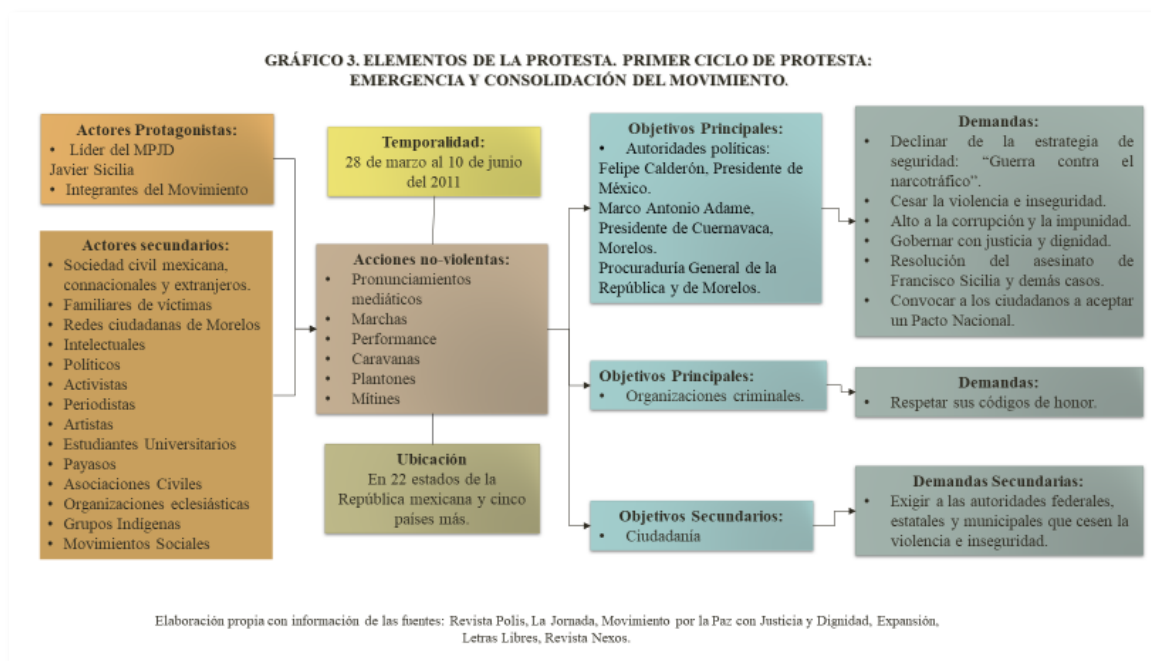 GRÁFICO 3. ELEMENTOS DE LA PROTESTA. PRIMER CICLO DE PROTESTA:
EMERGENCIA Y CONSOLIDACIÓN DEL MOVIMIENTO.
Actores Protagonistas:
• Líder del MPJD
Javier Sicilia
• Integrantes del Movimiento
Actores secundarios:
• Sociedad civil mexicana,
connacionales y extranjeros.
• Familiares de víctimas
• Redes ciudadanas de Morelos
• Intelectuales
• Políticos
• Activistas
• Periodistas
• Artistas
• Estudiantes Universitarios
• Payasos
• Asociaciones Civiles
• Organizaciones eclesiásticas
• Grupos Indígenas
• Movimientos Sociales
Temporalidad:
28 de marzo al 10 de junio
del 2011
Acciones no-violentas:
• Pronunciamientos
mediáticos
• Marchas
• Performance
• Caravanas
• Plantones
• Mítines
Ubicación
En 22 estados de la
República mexicana y cinco
países más.
Objetivos Principales:
• Autoridades políticas:
Felipe Calderón, Presidente de
México.
Marco Antonio Adame,
Presidente de Cuernavaca,
Morelos.
Procuraduría General de la
República y de Morelos.
Demandas:
• Declinar de la estrategia de
seguridad: “Guerra contra el
narcotráfico”.
• Cesar la violencia e inseguridad.
• Alto a la corrupción y la impunidad.
• Gobernar con justicia y dignidad.
• Resolución del asesinato de
Francisco Sicilia y demás casos.
• Convocar a los ciudadanos a aceptar
un Pacto Nacional.
Objetivos Principales:
• Organizaciones criminales.
Demandas:
• Respetar sus códigos de honor.
Objetivos Secundarios:
• Ciudadanía
Demandas Secundarias:
• Exigir a las autoridades federales,
estatales y municipales que cesen la
violencia e inseguridad.
Elaboración propia con información de las fuentes: Revista Polis, La Jornada, Movimiento por la Paz con Justicia y Dignidad, Expansión,
Letras Libres, Revista Nexos.